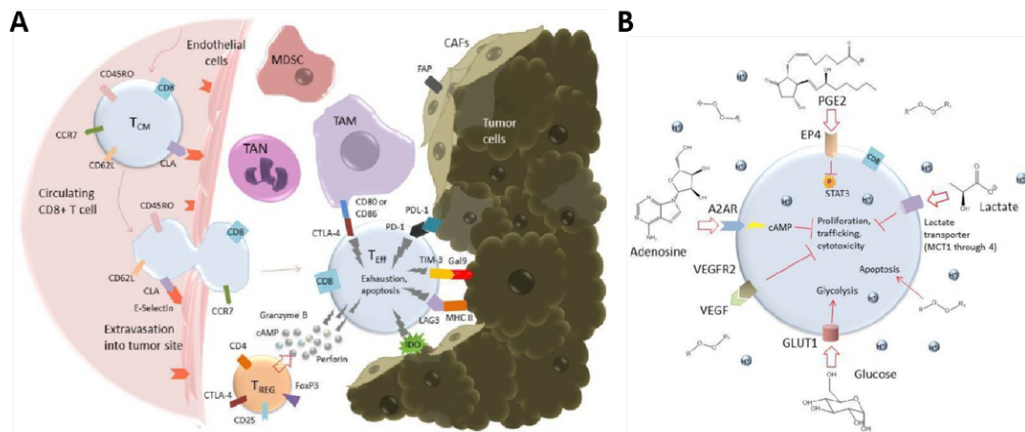 A
Endothelial
cells
CD45RO
CD8
T CM
CCR7
CD62L
CLA
Circulating
CD8+ T cell
CD45RO
CD8
CD62L
CLA
E-Selectin
CCR7
Extravasation
into tumor site
MDSC
TAN
TAM
CD80 or
CD86
CTLA-4
CAFs
FAP
Tumor
cells
PDL-1
PD-1
T Eff
TIM-3
Gal9
CD8
Exhaustion,
apoptosis
LAG3
MHC II
IDO
Granzyme B
cAMP
Perforin
CD4
CTLA-4
T REG
FoxP3
CD25
B
PGE2
EP4
CD8
P
STAT3
A2AR
cAMP
Adenosine
Proliferation,
trafficking,
cytotoxicity
Lactate
Lactate
transporter
(MCT1 through 4)
VEGFR2
VEGF
Apoptosis
Glycolysis
GLUT1
Glucose